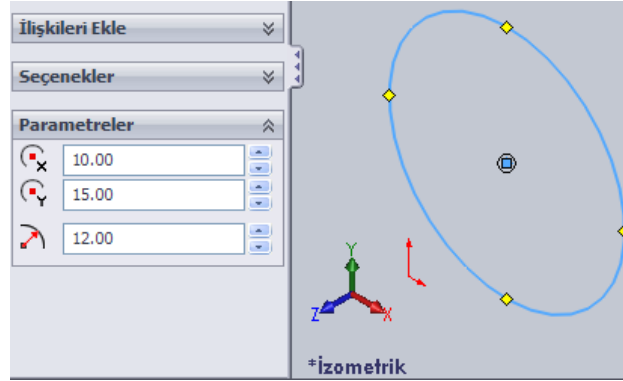 İlişkileri Ekle
Seçenekler
Parametreler
X 10.00
Y 15.00
12.00
Y
Z X
*İzometrik